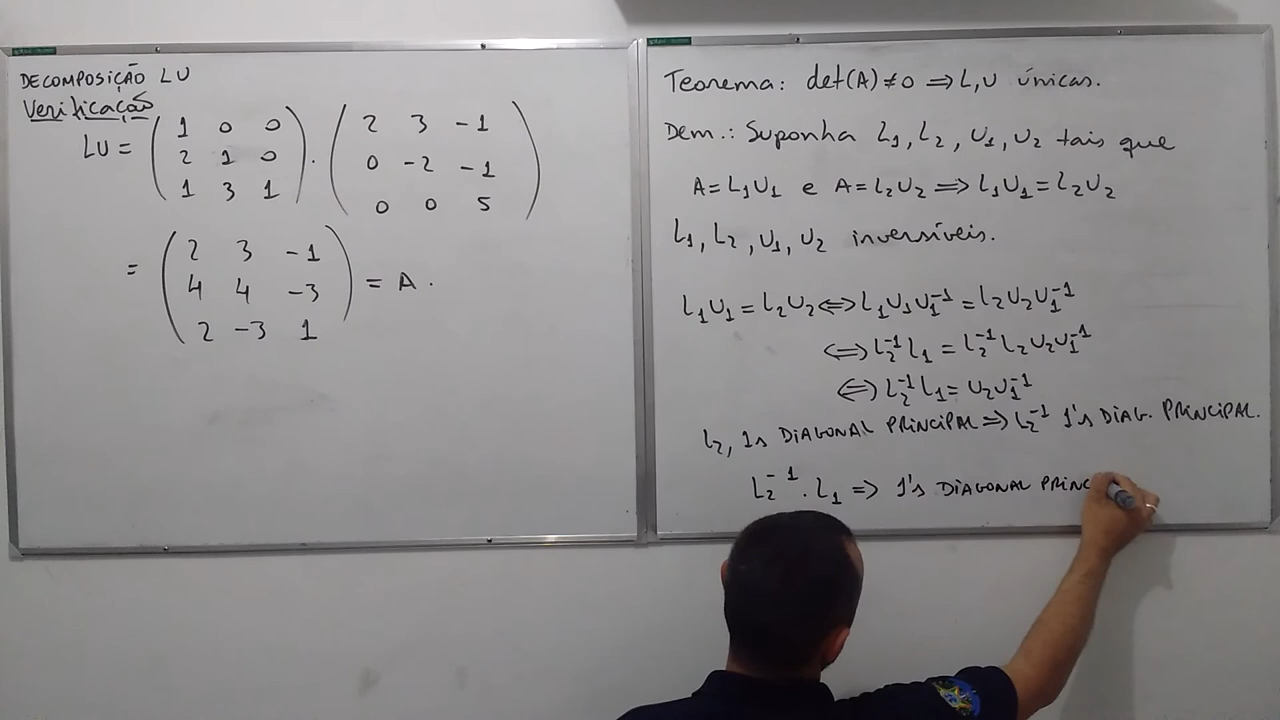 DECOMPOSIÇÃO LU
Verificação
LU = ( 1 0 0 ) . ( 2 3 -1 )
2 1 0 0 -2 -1
1 3 1 0 0 5
= ( 2 3 -1 ) = A.
4 4 -3
2 -3 1
Teorema: det(A) ≠ 0 ⇒ L, U únicas.
Dem.: Suponha L₁, L₂, U₁, U₂ tais que
A = L₁U₁ e A = L₂U₂ ⇒ L₁U₁ = L₂U₂
L₁, L₂, U₁, U₂ inversíveis.
L₁U₁ = L₂U₂ ⇔ L₁U₁U₁⁻¹ = L₂U₂U₁⁻¹
⇔ L₂⁻¹L₁ = L₂⁻¹L₂U₂U₁⁻¹
⇔ L₂⁻¹L₁ = U₂U₁⁻¹
L₂, 1s DIAGONAL PRINCIPAL ⇒ L₂⁻¹ 1's DIAG. PRINCIPAL.
L₂⁻¹ . L₁ ⇒ 1's DIAGONAL PRINC